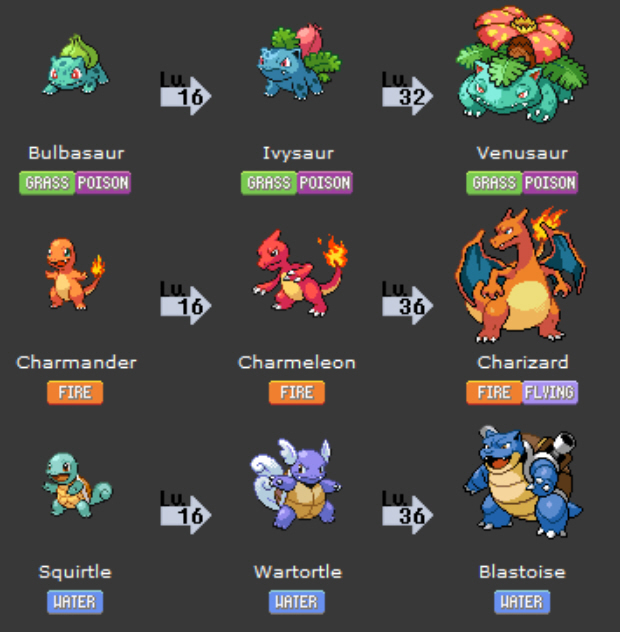 Lv. 16
Lv. 32
Bulbasaur
Ivysaur
Venusaur
GRASS POISON
GRASS POISON
GRASS POISON
Lv. 16
Lv. 36
Charmander
Charmeleon
Charizard
FIRE
FIRE
FIRE FLYING
Lv. 16
Lv. 36
Squirtle
Wartortle
Blastoise
WATER
WATER
WATER